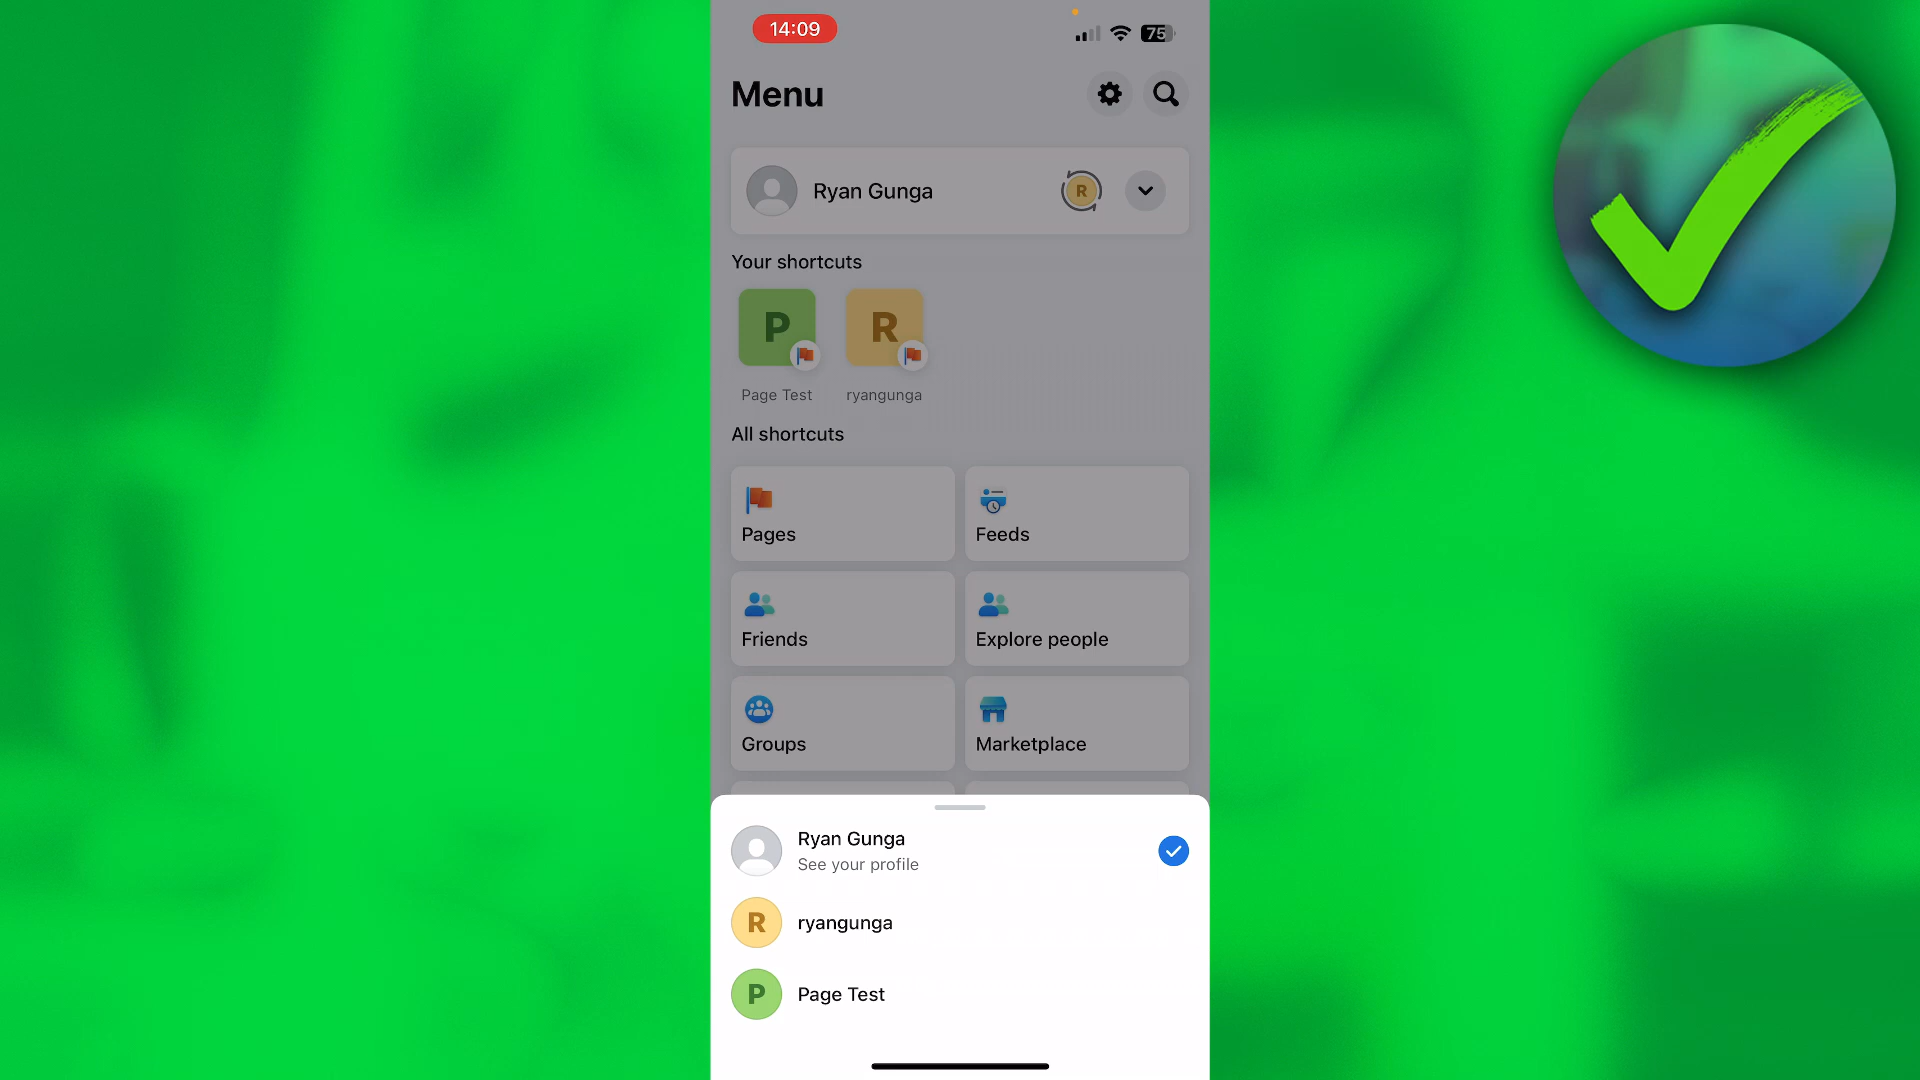 14:09
75
Menu
Ryan Gunga
R
Your shortcuts
P
R
Page Test
ryangunga
All shortcuts
Pages
Feeds
Friends
Explore people
Groups
Marketplace
Ryan Gunga
See your profile
R
ryangunga
P
Page Test